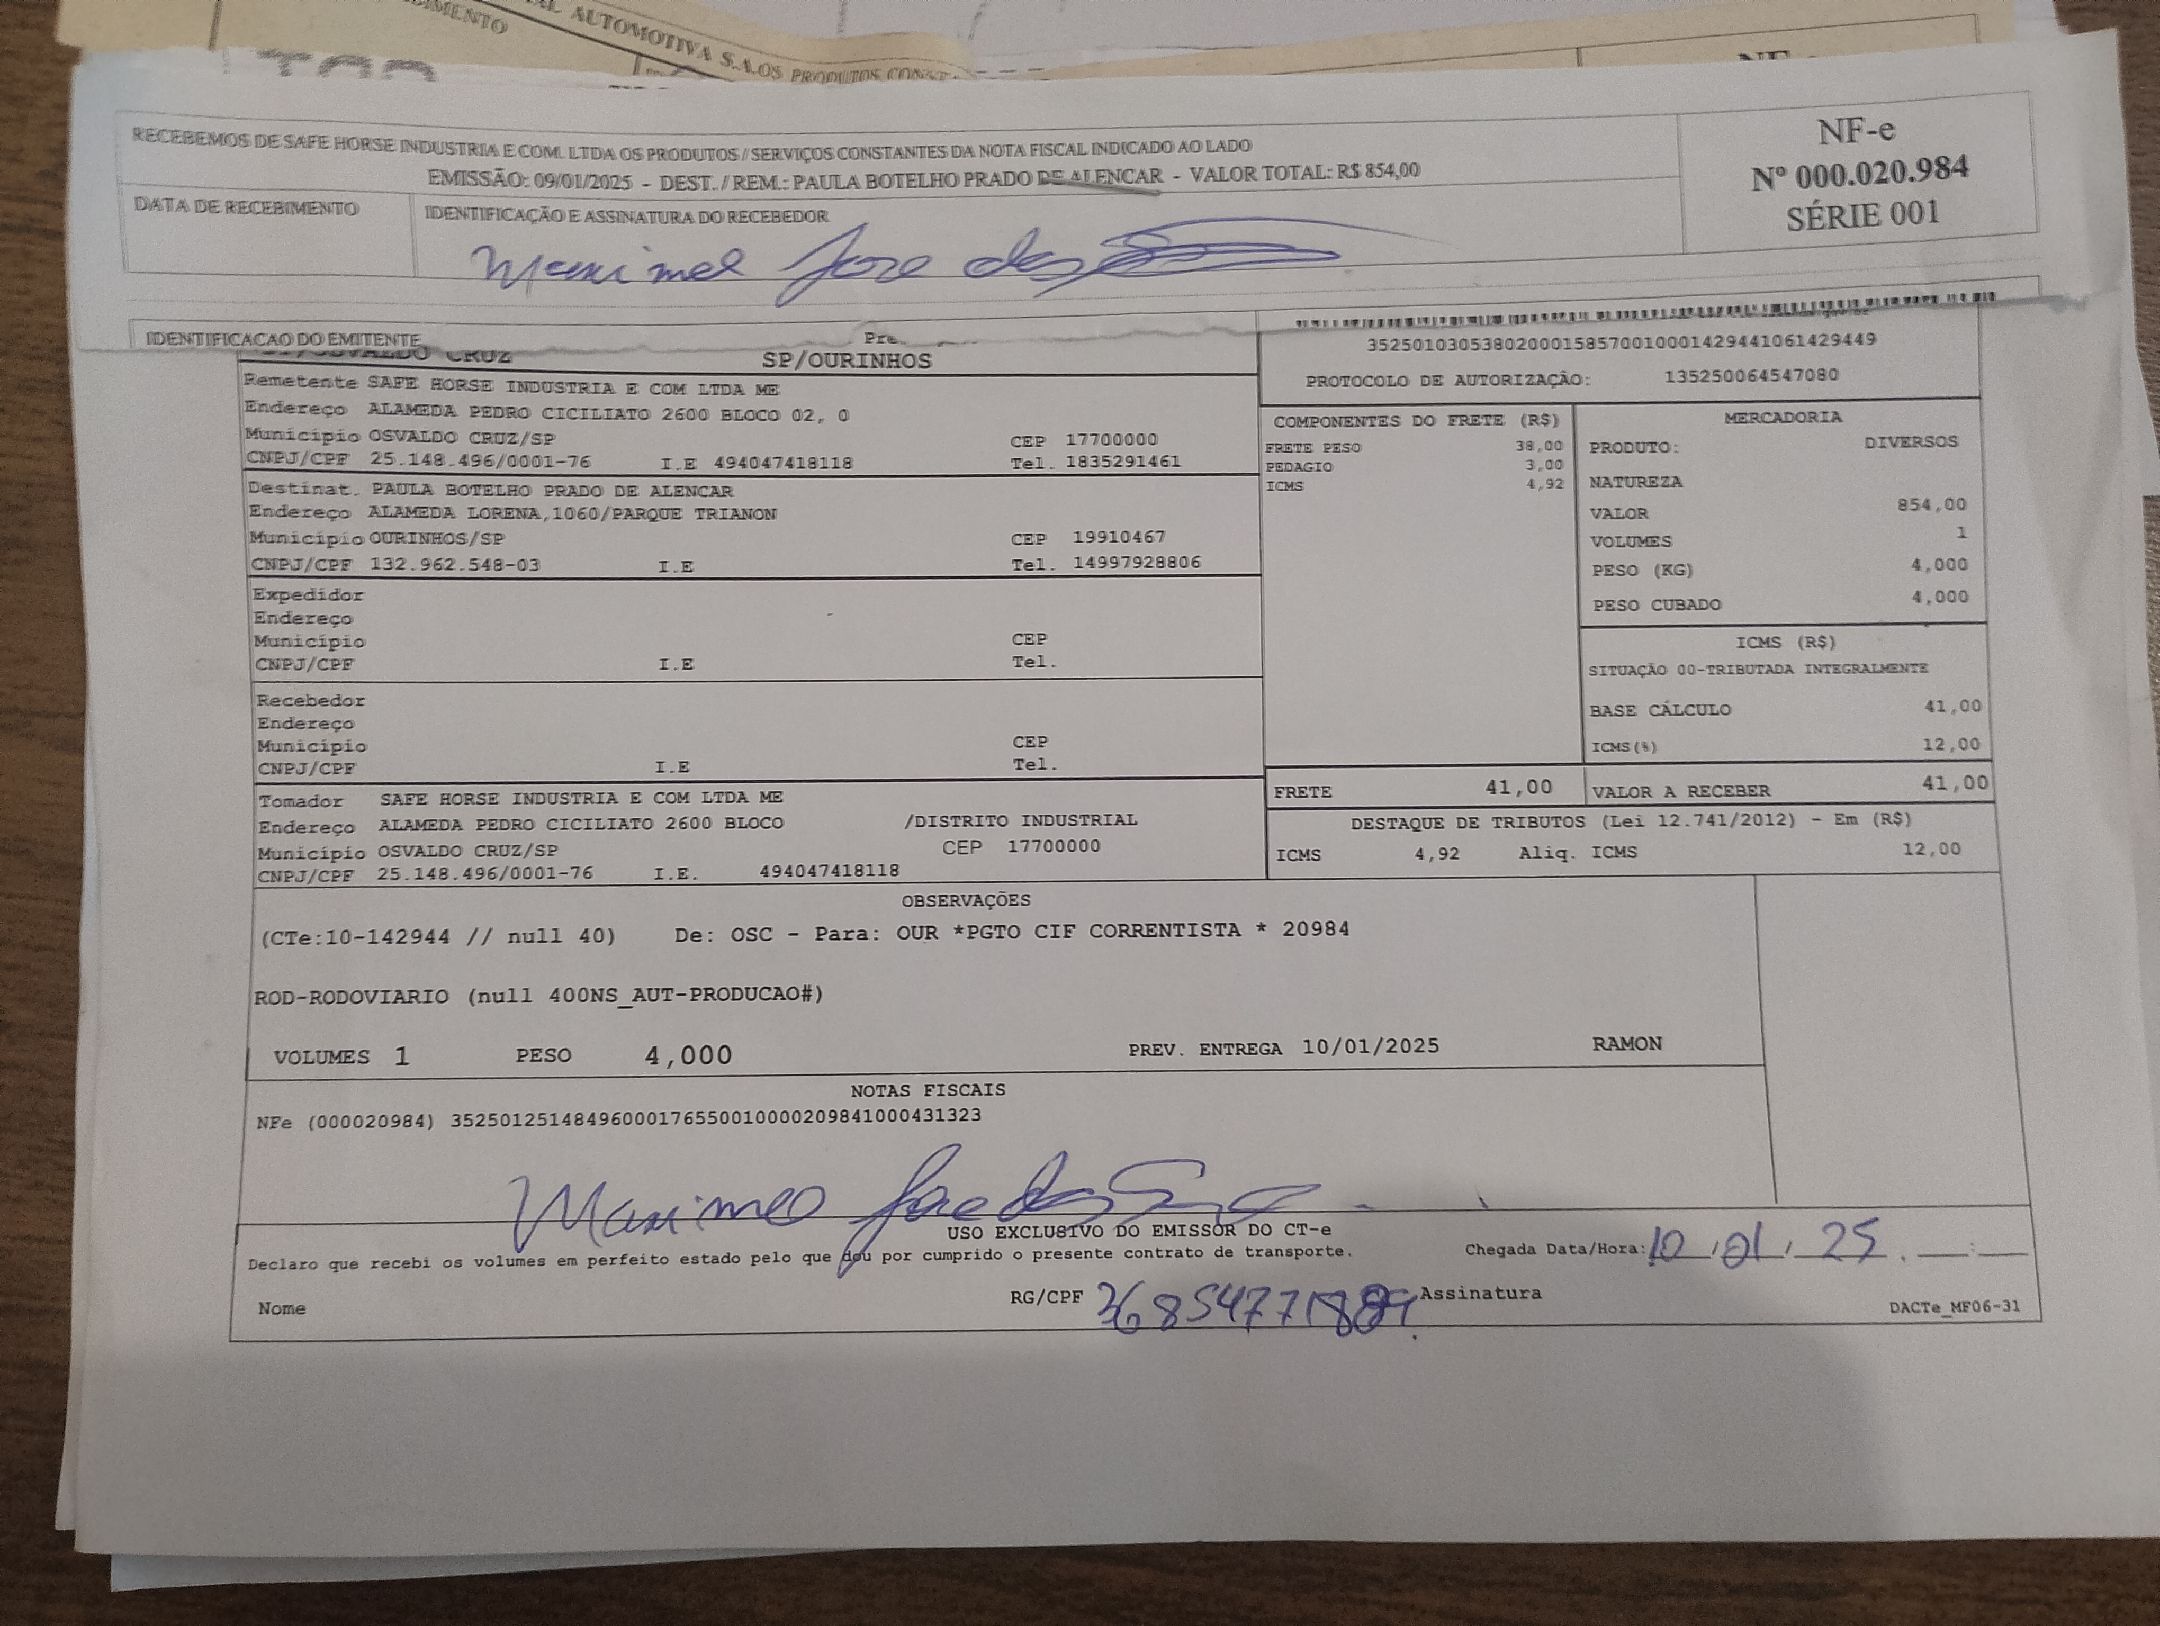 AUTOMOTIVA S.A.OS PRODUTOS CONST
RECEBEMOS DE SAFE HORSE INDUSTRIA E COM. LTDA OS PRODUTOS / SERVIÇOS CONSTANTES DA NOTA FISCAL INDICADO AO LADO
EMISSÃO: 09/01/2025 - DEST. / REM.: PAULA BOTELHO PRADO DE ALENCAR - VALOR TOTAL: R$ 854,00
NF-e
Nº 000.020.984
SÉRIE 001
DATA DE RECEBIMENTO
IDENTIFICAÇÃO E ASSINATURA DO RECEBEDOR
IDENTIFICACAO DO EMITENTE
Pre
OSVALDO CRUZ
SP/OURINHOS
35250103053802000158570010001429441061429449
PROTOCOLO DE AUTORIZAÇÃO: 135250064547080
Remetente SAFE HORSE INDUSTRIA E COM LTDA ME
Endereço ALAMEDA PEDRO CICILIATO 2600 BLOCO 02, 0
Município OSVALDO CRUZ/SP CEP 17700000
CNPJ/CPF 25.148.496/0001-76 I.E 494047418118 Tel. 1835291461
Destinat. PAULA BOTELHO PRADO DE ALENCAR
Endereço ALAMEDA LORENA,1060/PARQUE TRIANON
Município OURINHOS/SP CEP 19910467
CNPJ/CPF 132.962.548-03 I.E Tel. 14997928806
Expedidor
Endereço
Município CEP
CNPJ/CPF I.E Tel.
Recebedor
Endereço
Município CEP
CNPJ/CPF I.E Tel.
Tomador SAFE HORSE INDUSTRIA E COM LTDA ME
Endereço ALAMEDA PEDRO CICILIATO 2600 BLOCO /DISTRITO INDUSTRIAL
Município OSVALDO CRUZ/SP CEP 17700000
CNPJ/CPF 25.148.496/0001-76 I.E. 494047418118
COMPONENTES DO FRETE (R$)
FRETE PESO 38,00
PEDAGIO 3,00
ICMS 4,92
MERCADORIA
PRODUTO: DIVERSOS
NATUREZA
VALOR 854,00
VOLUMES 1
PESO (KG) 4,000
PESO CUBADO 4,000
ICMS (R$)
SITUAÇÃO 00-TRIBUTADA INTEGRALMENTE
BASE CÁLCULO 41,00
ICMS(%) 12,00
FRETE 41,00 VALOR A RECEBER 41,00
DESTAQUE DE TRIBUTOS (Lei 12.741/2012) - Em (R$)
ICMS 4,92 Aliq. ICMS 12,00
OBSERVAÇÕES
(CTe:10-142944 // null 40) De: OSC - Para: OUR *PGTO CIF CORRENTISTA * 20984
ROD-RODOVIARIO (null 400NS_AUT-PRODUCAO#)
VOLUMES 1 PESO 4,000 PREV. ENTREGA 10/01/2025 RAMON
NOTAS FISCAIS
NFe (000020984) 35250125148496000176550010000209841000431323
USO EXCLUSIVO DO EMISSOR DO CT-e
Declaro que recebi os volumes em perfeito estado pelo que dou por cumprido o presente contrato de transporte. Chegada Data/Hora: 10/01/25
Nome RG/CPF Assinatura
DACTe_MF06-31